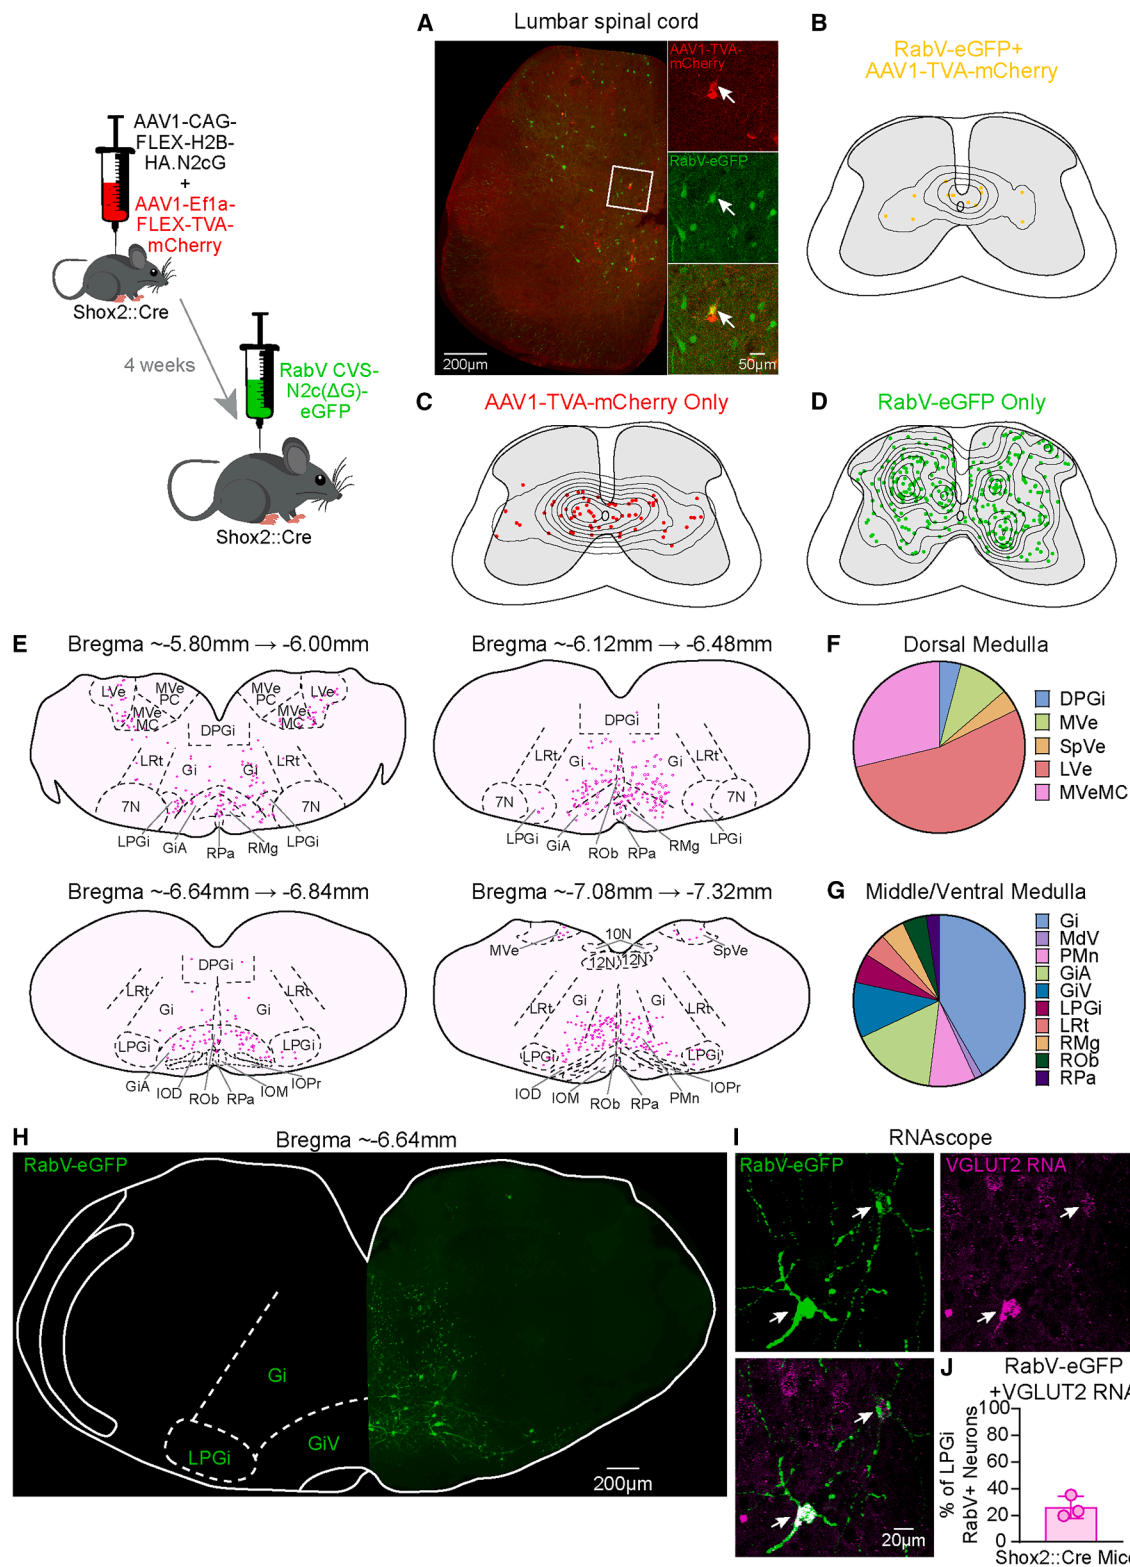 AAV1-CAG-
FLEX-H2B-
HA.N2cG
+
AAV1-Ef1a-
FLEX-TVA-
mCherry
Shox2::Cre
4 weeks
RabV CVS-
N2c(ΔG)-
eGFP
Shox2::Cre
A
Lumbar spinal cord
AAV1-TVA-
mCherry
RabV-eGFP
200µm
50µm
B
RabV-eGFP+
AAV1-TVA-mCherry
C
AAV1-TVA-mCherry Only
D
RabV-eGFP Only
E
Bregma ~-5.80mm → -6.00mm
LVe
MVe
PC
MVe
PC
LVe
MVe
MC
MVe
MC
DPGi
LRt
Gi
Gi
LRt
7N
7N
LPGi
GiA
RPa
RMg
LPGi
Bregma ~-6.12mm → -6.48mm
DPGi
LRt
Gi
LRt
7N
7N
LPGi
GiA
ROb
RPa
RMg
LPGi
Bregma ~-6.64mm → -6.84mm
DPGi
LRt
Gi
Gi
LRt
LPGi
LPGi
GiA
IOD
ROb
RPa
IOM
IOPr
Bregma ~-7.08mm → -7.32mm
MVe
10N
SpVe
12N
12N
LRt
Gi
Gi
LRt
LPGi
LPGi
IOD
IOM
ROb
RPa
PMn
IOPr
F
Dorsal Medulla
DPGi
MVe
SpVe
LVe
MVeMC
G
Middle/Ventral Medulla
Gi
MdV
PMn
GiA
GiV
LPGi
LRt
RMg
ROb
RPa
H
Bregma ~-6.64mm
RabV-eGFP
Gi
LPGi
GiV
200µm
I
RNAscope
RabV-eGFP
VGLUT2 RNA
20µm
J
RabV-eGFP
+VGLUT2 RNA
% of LPGi
RabV+ Neurons
100
80
60
40
20
0
Shox2::Cre Mice